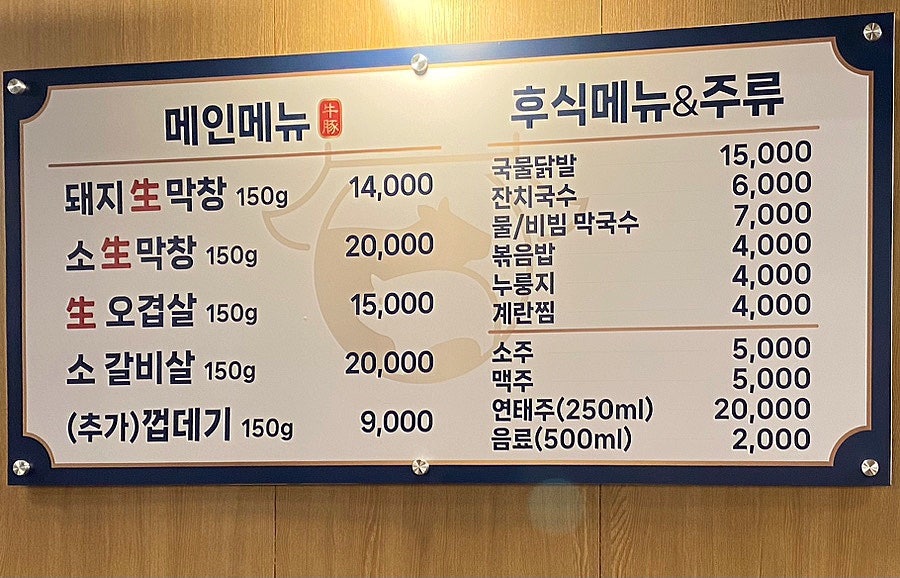 메인메뉴 牛豚
돼지 生 막창 150g 14,000
소 生 막창 150g 20,000
生 오겹살 150g 15,000
소 갈비살 150g 20,000
(추가)껍데기 150g 9,000
후식메뉴&주류
국물닭발 15,000
잔치국수 6,000
물/비빔 막국수 7,000
볶음밥 4,000
누룽지 4,000
계란찜 4,000
소주 5,000
맥주 5,000
연태주(250ml) 20,000
음료(500ml) 2,000